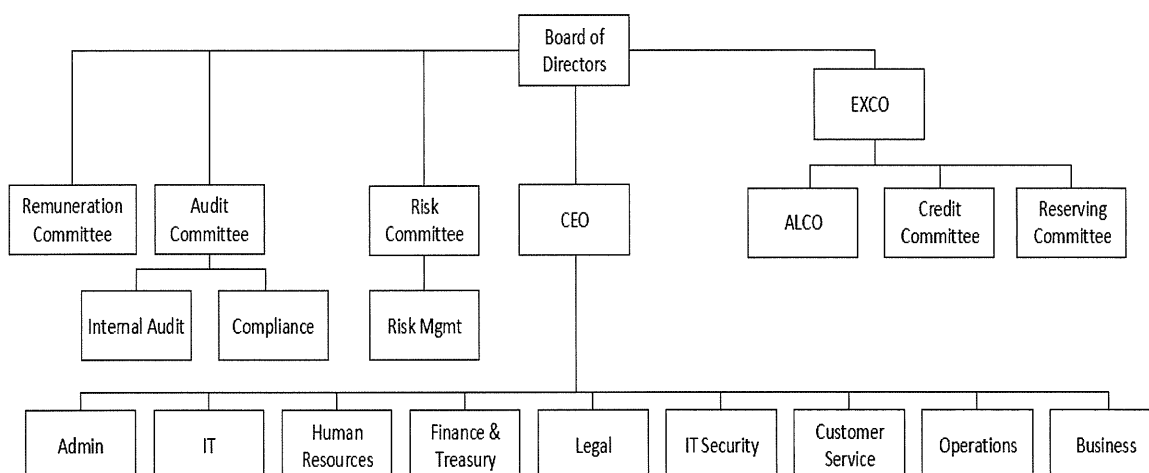 Board of
Directors
EXCO
Remuneration
Committee
Audit
Committee
Risk
Committee
CEO
ALCO
Credit
Committee
Reserving
Committee
Internal Audit
Compliance
Risk Mgmt
Admin
IT
Human
Resources
Finance &
Treasury
Legal
IT Security
Customer
Service
Operations
Business